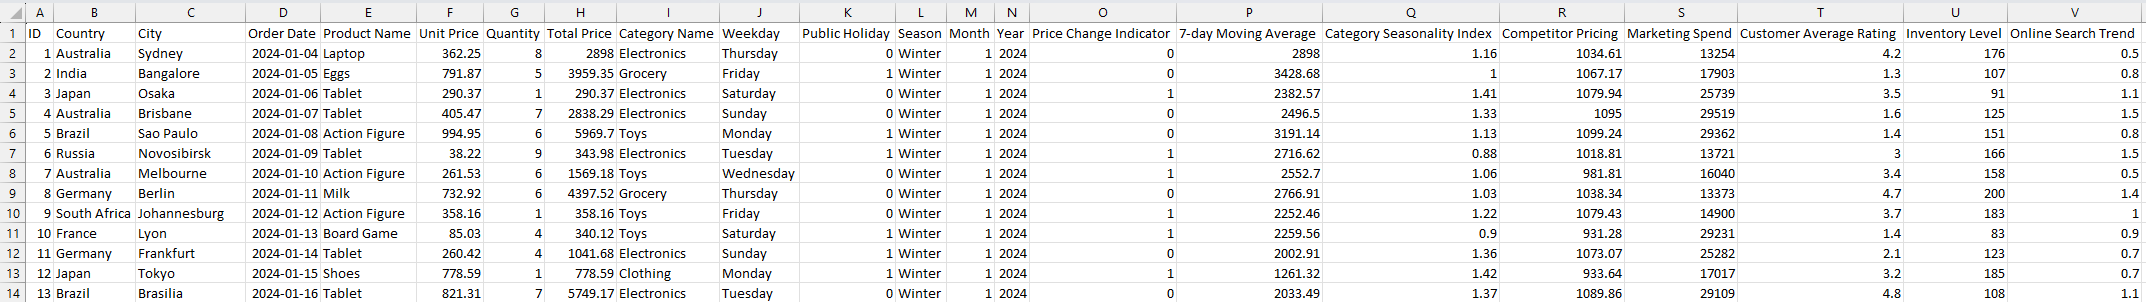 A B C D E F G H I J K L M N O P Q R S T U V
1 ID Country City Order Date Product Name Unit Price Quantity Total Price Category Name Weekday Public Holiday Season Month Year Price Change Indicator 7-day Moving Average Category Seasonality Index Competitor Pricing Marketing Spend Customer Average Rating Inventory Level Online Search Trend
2 1 Australia Sydney 2024-01-04 Laptop 362.25 8 2898 Electronics Thursday 0 Winter 1 2024 0 2898 1.16 1034.61 13254 4.2 176 0.5
3 2 India Bangalore 2024-01-05 Eggs 791.87 5 3959.35 Grocery Friday 1 Winter 1 2024 0 3428.68 1 1067.17 17903 1.3 107 0.8
4 3 Japan Osaka 2024-01-06 Tablet 290.37 1 290.37 Electronics Saturday 0 Winter 1 2024 1 2382.57 1.41 1079.94 25739 3.5 91 1.1
5 4 Australia Brisbane 2024-01-07 Tablet 405.47 7 2838.29 Electronics Sunday 0 Winter 1 2024 0 2496.5 1.33 1095 29519 1.6 125 1.5
6 5 Brazil Sao Paulo 2024-01-08 Action Figure 994.95 6 5969.7 Toys Monday 1 Winter 1 2024 0 3191.14 1.13 1099.24 29362 1.4 151 0.8
7 6 Russia Novosibirsk 2024-01-09 Tablet 38.22 9 343.98 Electronics Tuesday 1 Winter 1 2024 1 2716.62 0.88 1018.81 13721 3 166 1.5
8 7 Australia Melbourne 2024-01-10 Action Figure 261.53 6 1569.18 Toys Wednesday 0 Winter 1 2024 1 2552.7 1.06 981.81 16040 3.4 158 0.5
9 8 Germany Berlin 2024-01-11 Milk 732.92 6 4397.52 Grocery Thursday 0 Winter 1 2024 0 2766.91 1.03 1038.34 13373 4.7 200 1.4
10 9 South Africa Johannesburg 2024-01-12 Action Figure 358.16 1 358.16 Toys Friday 0 Winter 1 2024 1 2252.46 1.22 1079.43 14900 3.7 183 1
11 10 France Lyon 2024-01-13 Board Game 85.03 4 340.12 Toys Saturday 1 Winter 1 2024 1 2259.56 0.9 931.28 29231 1.4 83 0.9
12 11 Germany Frankfurt 2024-01-14 Tablet 260.42 4 1041.68 Electronics Sunday 1 Winter 1 2024 0 2002.91 1.36 1073.07 25282 2.1 123 0.7
13 12 Japan Tokyo 2024-01-15 Shoes 778.59 1 778.59 Clothing Monday 1 Winter 1 2024 1 1261.32 1.42 933.64 17017 3.2 185 0.7
14 13 Brazil Brasilia 2024-01-16 Tablet 821.31 7 5749.17 Electronics Tuesday 0 Winter 1 2024 0 2033.49 1.37 1089.86 29109 4.8 108 1.1